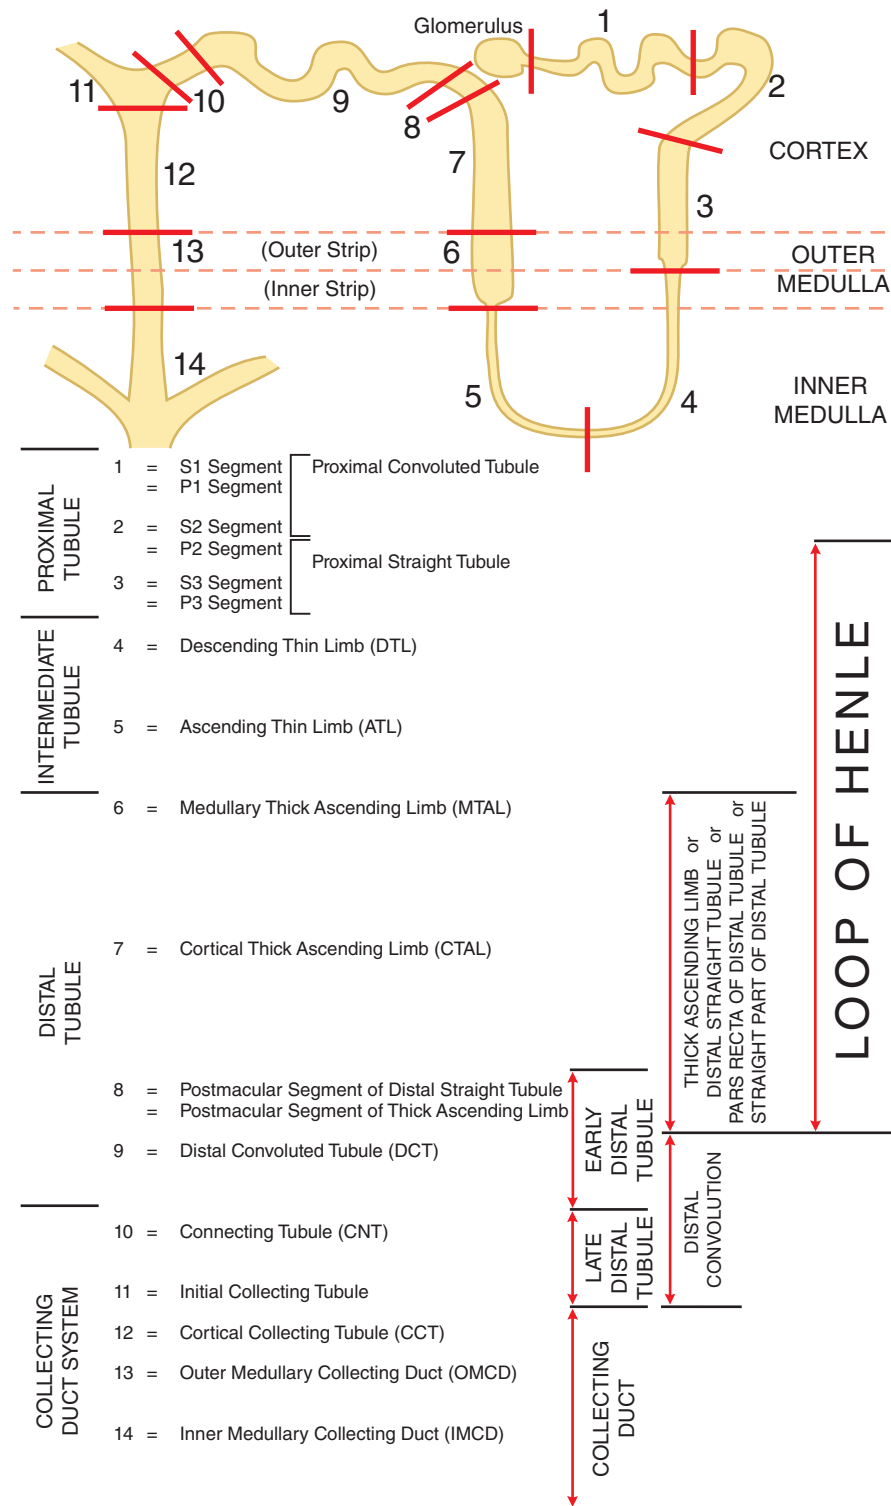 Glomerulus
1
2
3
4
5
6
7
8
9
10
11
12
13
14
CORTEX
(Outer Strip)
(Inner Strip)
OUTER
MEDULLA
INNER
MEDULLA
PROXIMAL
TUBULE
1 = S1 Segment
= P1 Segment
Proximal Convoluted Tubule
2 = S2 Segment
= P2 Segment
Proximal Straight Tubule
3 = S3 Segment
= P3 Segment
INTERMEDIATE
TUBULE
4 = Descending Thin Limb (DTL)
5 = Ascending Thin Limb (ATL)
DISTAL
TUBULE
6 = Medullary Thick Ascending Limb (MTAL)
7 = Cortical Thick Ascending Limb (CTAL)
8 = Postmacular Segment of Distal Straight Tubule
= Postmacular Segment of Thick Ascending Limb
9 = Distal Convoluted Tubule (DCT)
COLLECTING
DUCT SYSTEM
10 = Connecting Tubule (CNT)
11 = Initial Collecting Tubule
12 = Cortical Collecting Tubule (CCT)
13 = Outer Medullary Collecting Duct (OMCD)
14 = Inner Medullary Collecting Duct (IMCD)
EARLY
DISTAL
TUBULE
LATE
DISTAL
TUBULE
COLLECTING
DUCT
THICK ASCENDING LIMB or
DISTAL STRAIGHT TUBULE or
PARS RECTA OF DISTAL TUBULE or
STRAIGHT PART OF DISTAL TUBULE
DISTAL
CONVOLUTION
LOOP OF HENLE